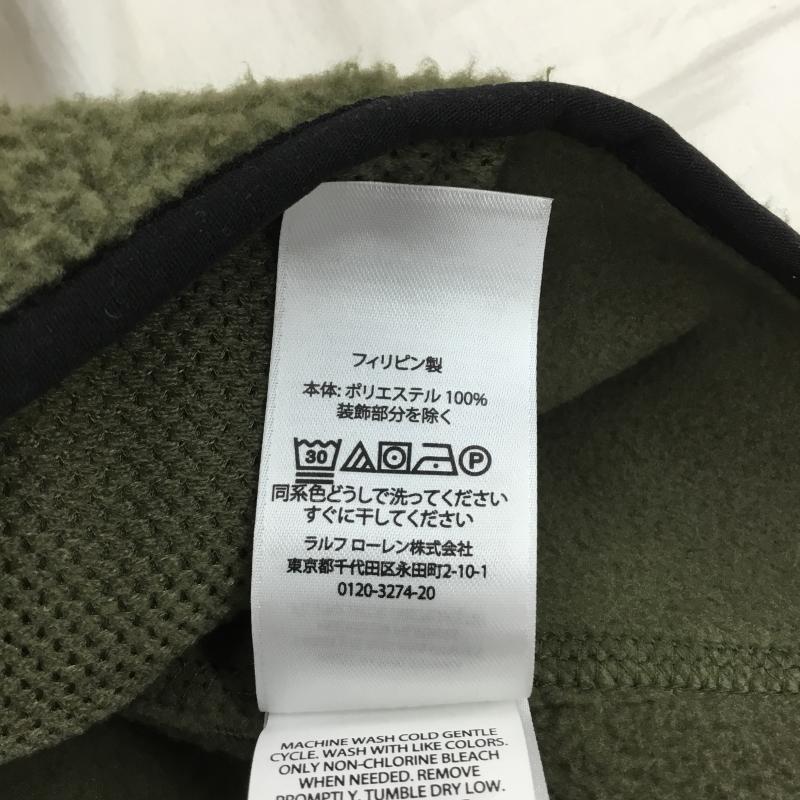 フィリピン製
本体: ポリエステル 100%
装飾部分を除く
30 P
同系色どうしで洗ってください
すぐに干してください
ラルフ ローレン株式会社
東京都千代田区永田町2-10-1
0120-3274-20
MACHINE WASH COLD GENTLE
CYCLE. WASH WITH LIKE COLORS.
ONLY NON-CHLORINE BLEACH
WHEN NEEDED. REMOVE
PROMPTLY. TUMBLE DRY LOW.